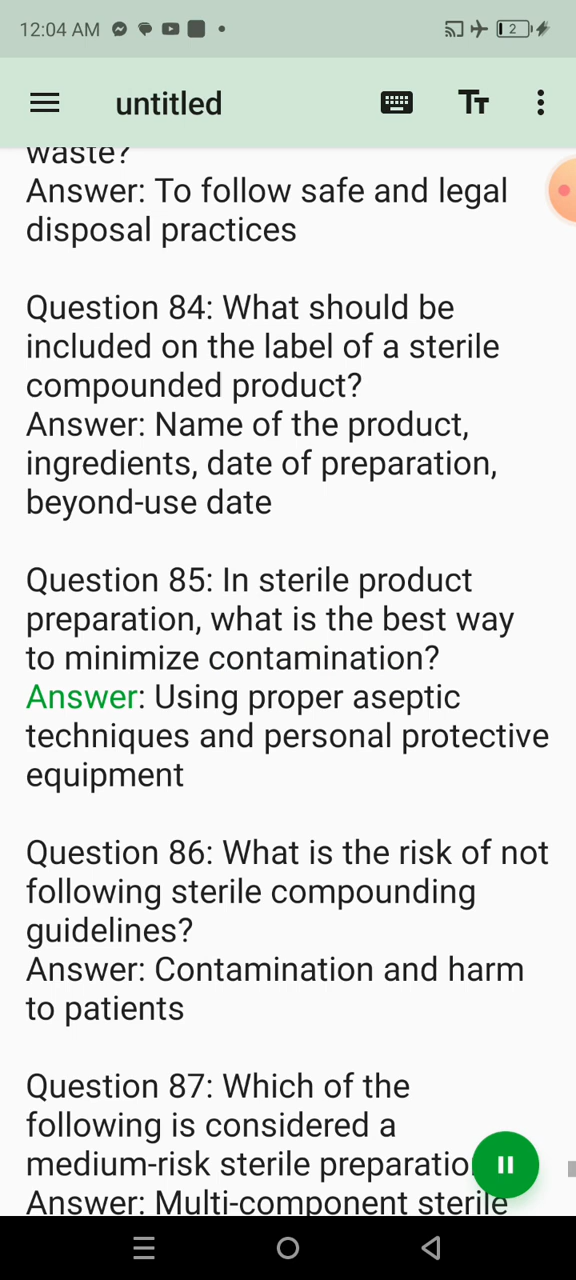 12:04 AM
2
untitled
waste?
Answer: To follow safe and legal
disposal practices
Question 84: What should be
included on the label of a sterile
compounded product?
Answer: Name of the product,
ingredients, date of preparation,
beyond-use date
Question 85: In sterile product
preparation, what is the best way
to minimize contamination?
Answer: Using proper aseptic
techniques and personal protective
equipment
Question 86: What is the risk of not
following sterile compounding
guidelines?
Answer: Contamination and harm
to patients
Question 87: Which of the
following is considered a
medium-risk sterile preparatio
Answer: Multi-component sterile